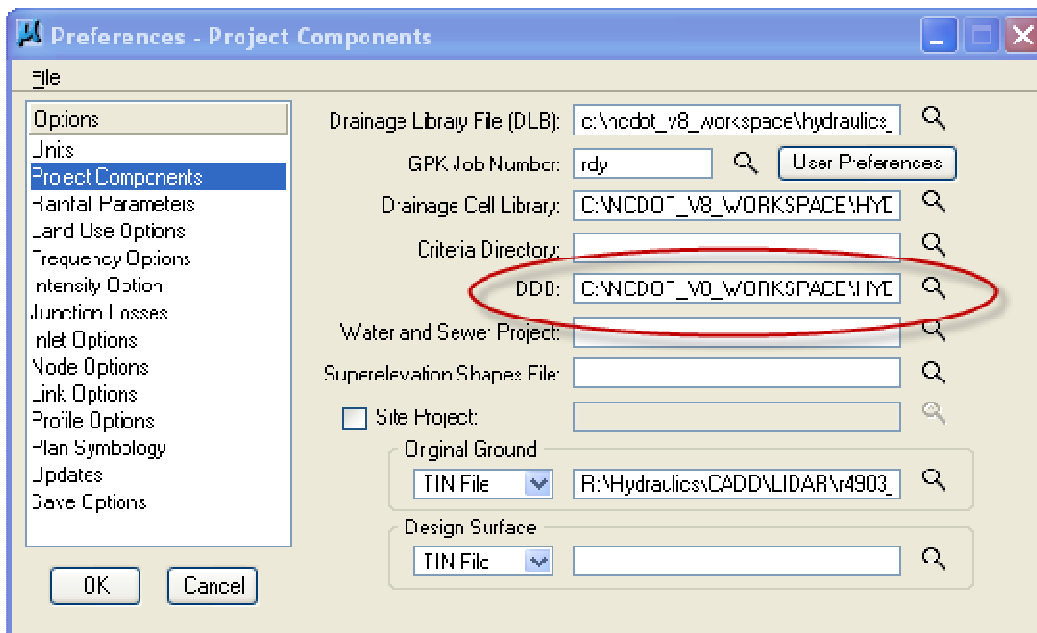 Preferences - Project Components
File
Options
Units
Project Components
Rainfal Parameters
Land Use Options
Frequency Options
Intensity Option
Junction Losses
Inlet Options
Node Options
Link Options
Profile Options
Plan Symbology
Updates
Save Options
OK
Cancel
Drainage Library File (DLB):
c:\ncdot_v8_workspace\hydraulics_
GPK Job Number:
rdy
User Preferences
Drainage Cell Library:
C:\NCDOT_V8_WORKSPACE\HYD
Criteria Directory:
DDB:
C:\NCDOT_V8_WORKSPACE\HYD
Water and Sewer Project:
Superelevation Shapes File:
Site Project:
Orginal Ground
TIN File
R:\Hydraulics\CADD\LIDAR\r4903_
Design Surface
TIN File